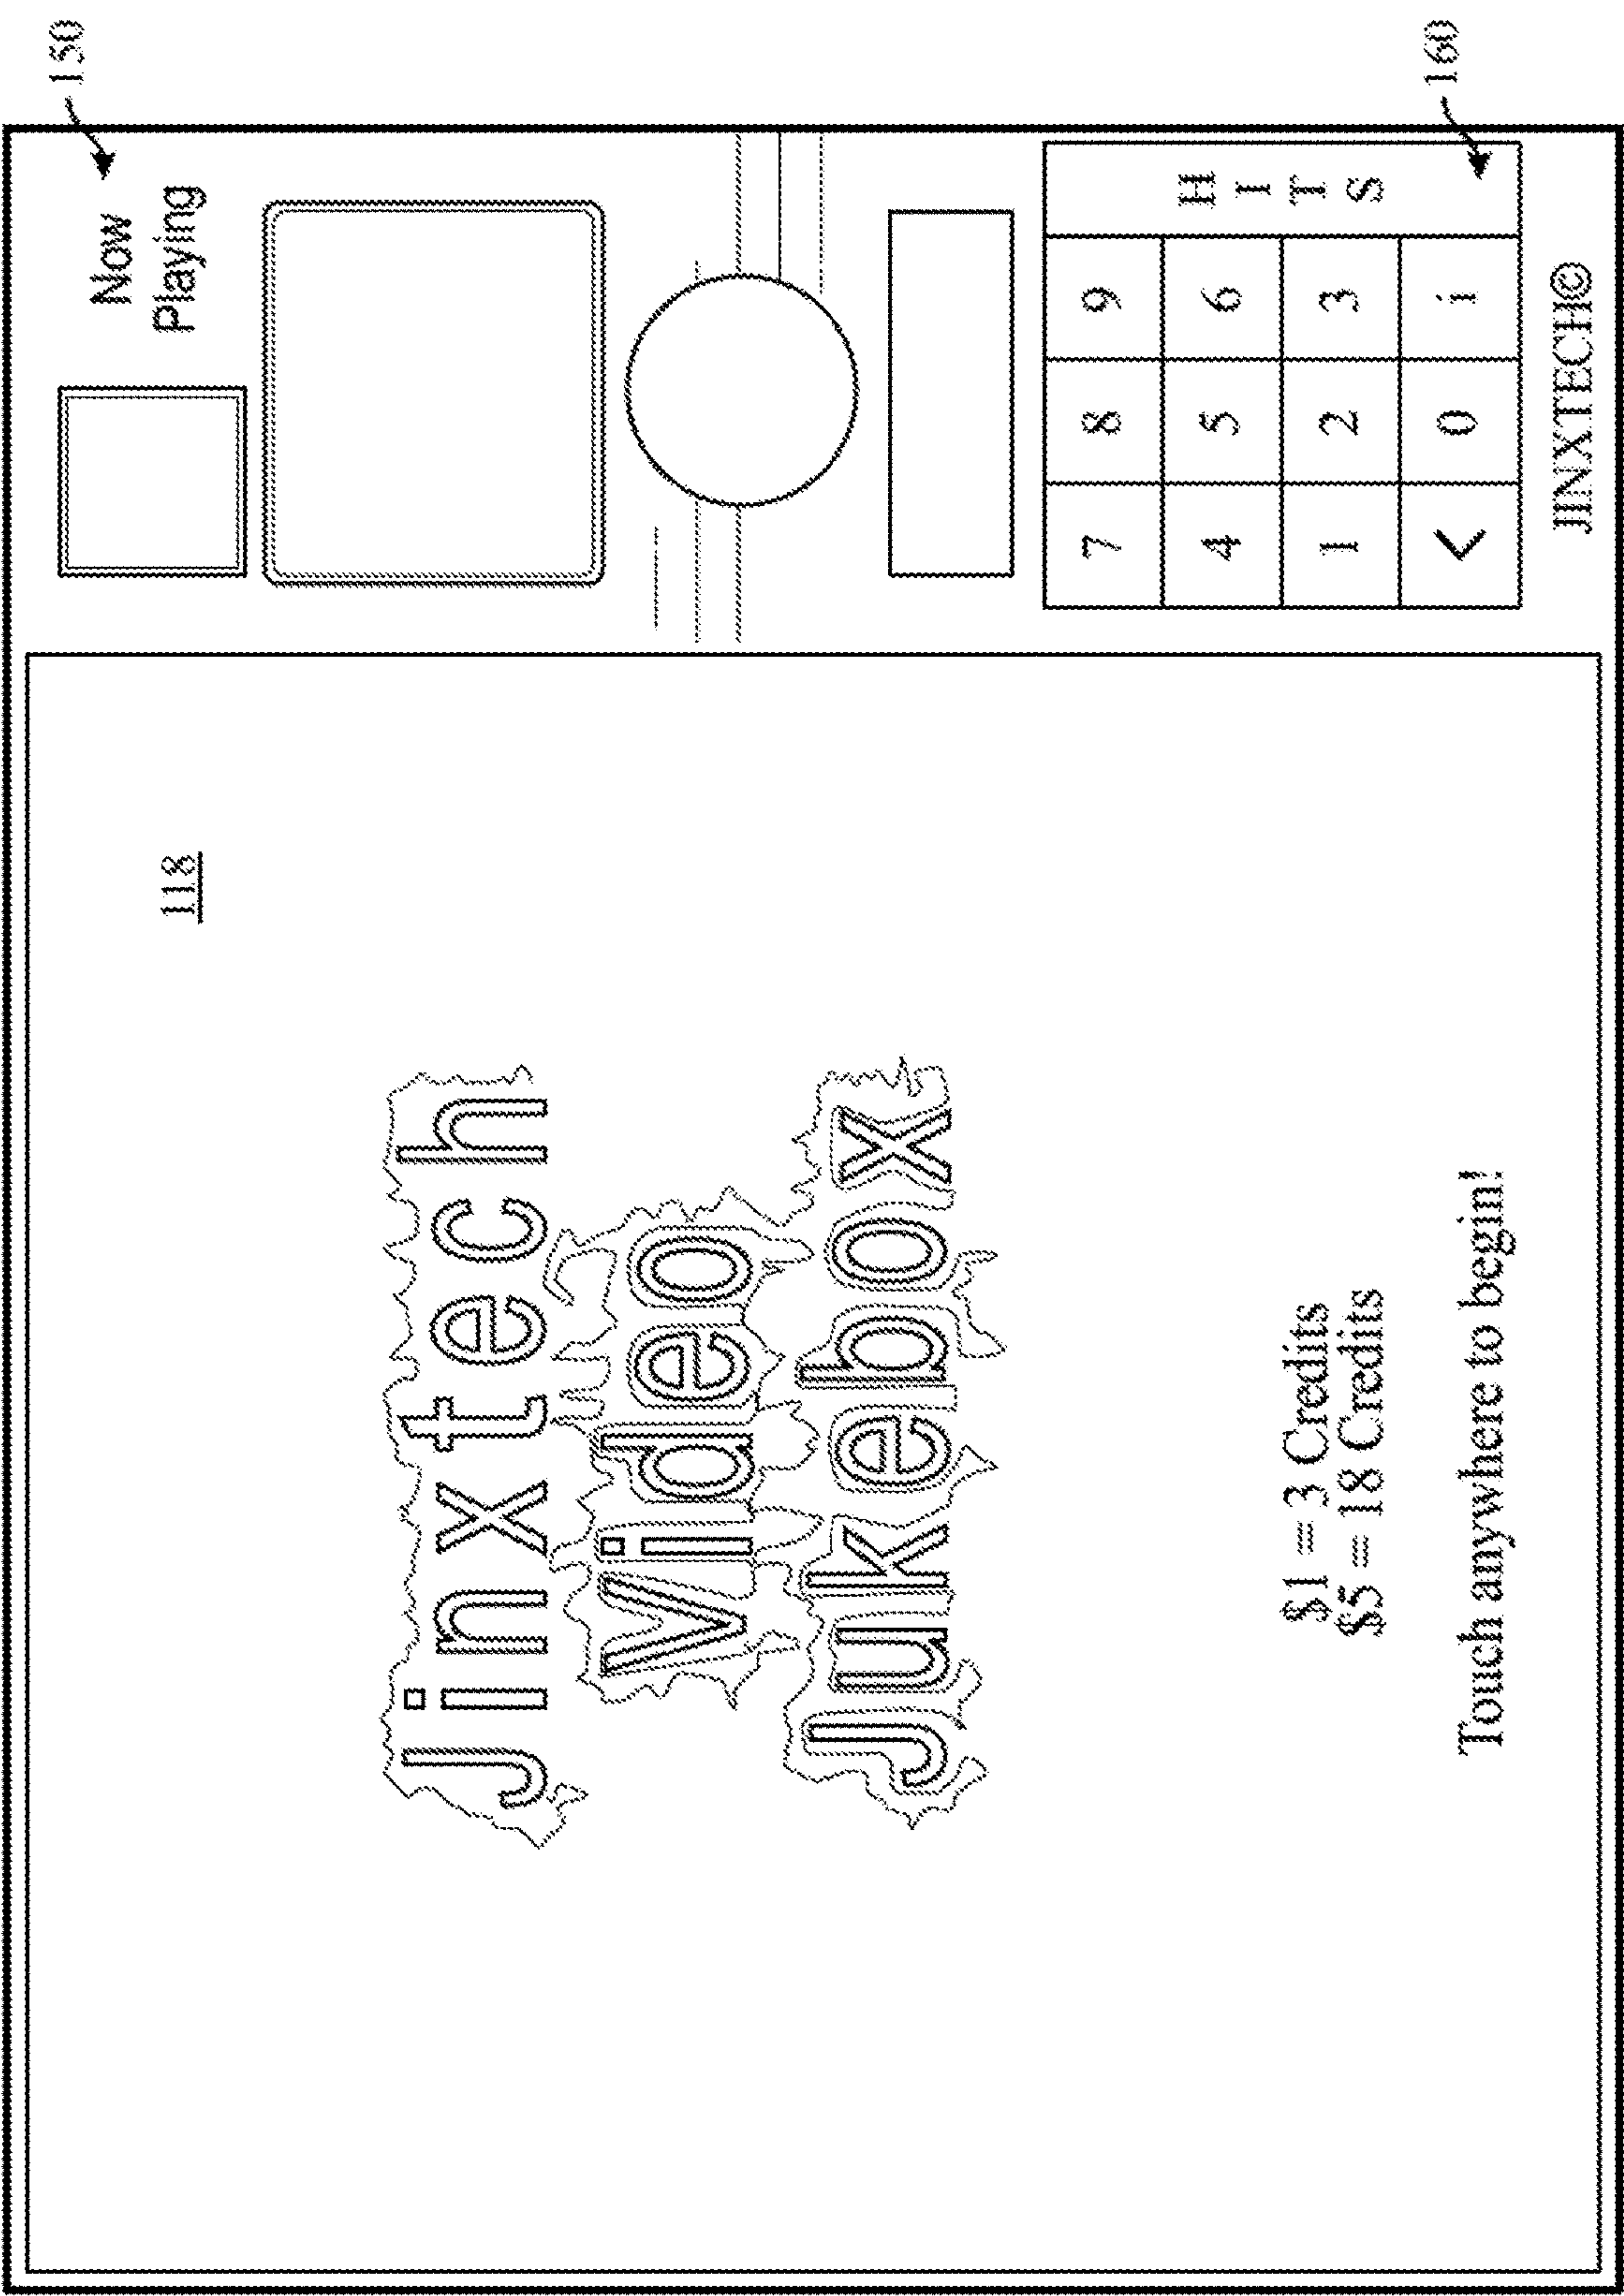 118
Jinxtech
Video
Jukebox
$1 = 3 Credits
$5 = 18 Credits
Touch anywhere to begin!
150
Now
Playing
7 8 9
4 5 6
1 2 3
< 0 i
H
I
T
S
160
JINXTECH©